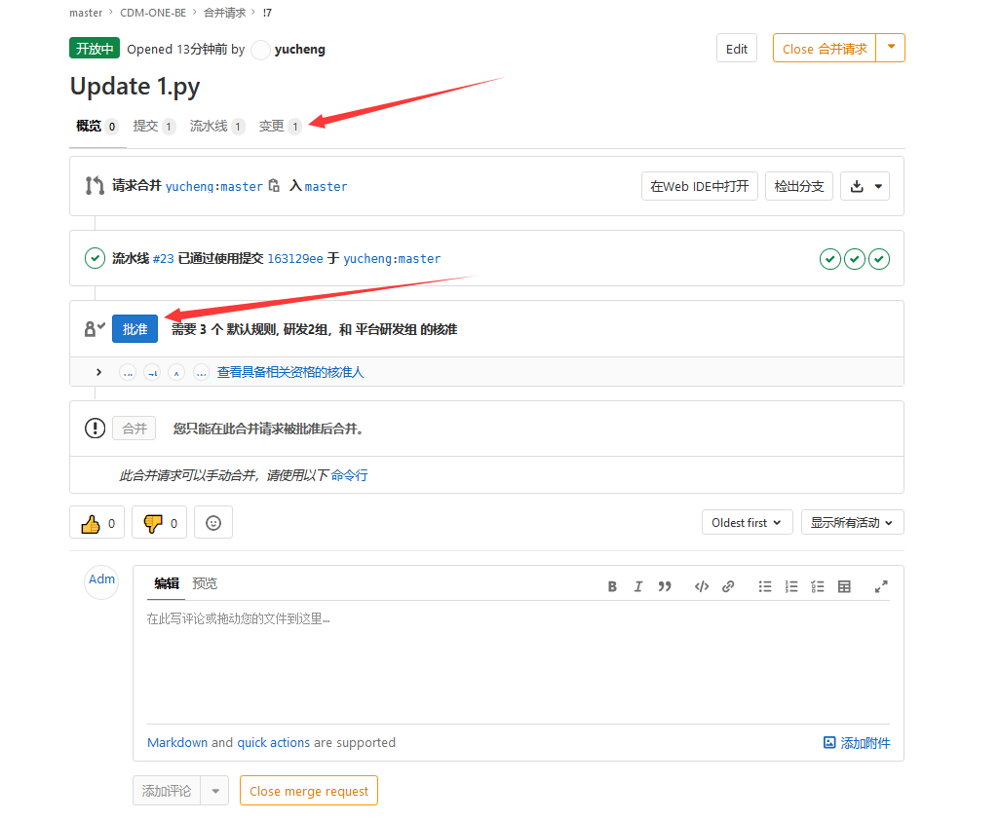 master > CDM-ONE-BE > 合并请求 > !7
开放中 Opened 13分钟前 by yucheng
Edit
Close 合并请求
Update 1.py
概览 0 提交 1 流水线 1 变更 1
请求合并 yucheng:master 入 master
在Web IDE中打开 检出分支
流水线 #23 已通过使用提交 163129ee 于 yucheng:master
批准 需要 3 个 默认规则, 研发2组, 和 平台研发组 的核准
查看具备相关资格的核准人
合并 您只能在此合并请求被批准后合并。
此合并请求可以手动合并，请使用以下 命令行
0 0
Oldest first 显示所有活动
Adm
编辑 预览
在此写评论或拖动您的文件到这里...
Markdown and quick actions are supported
添加附件
添加评论 Close merge request